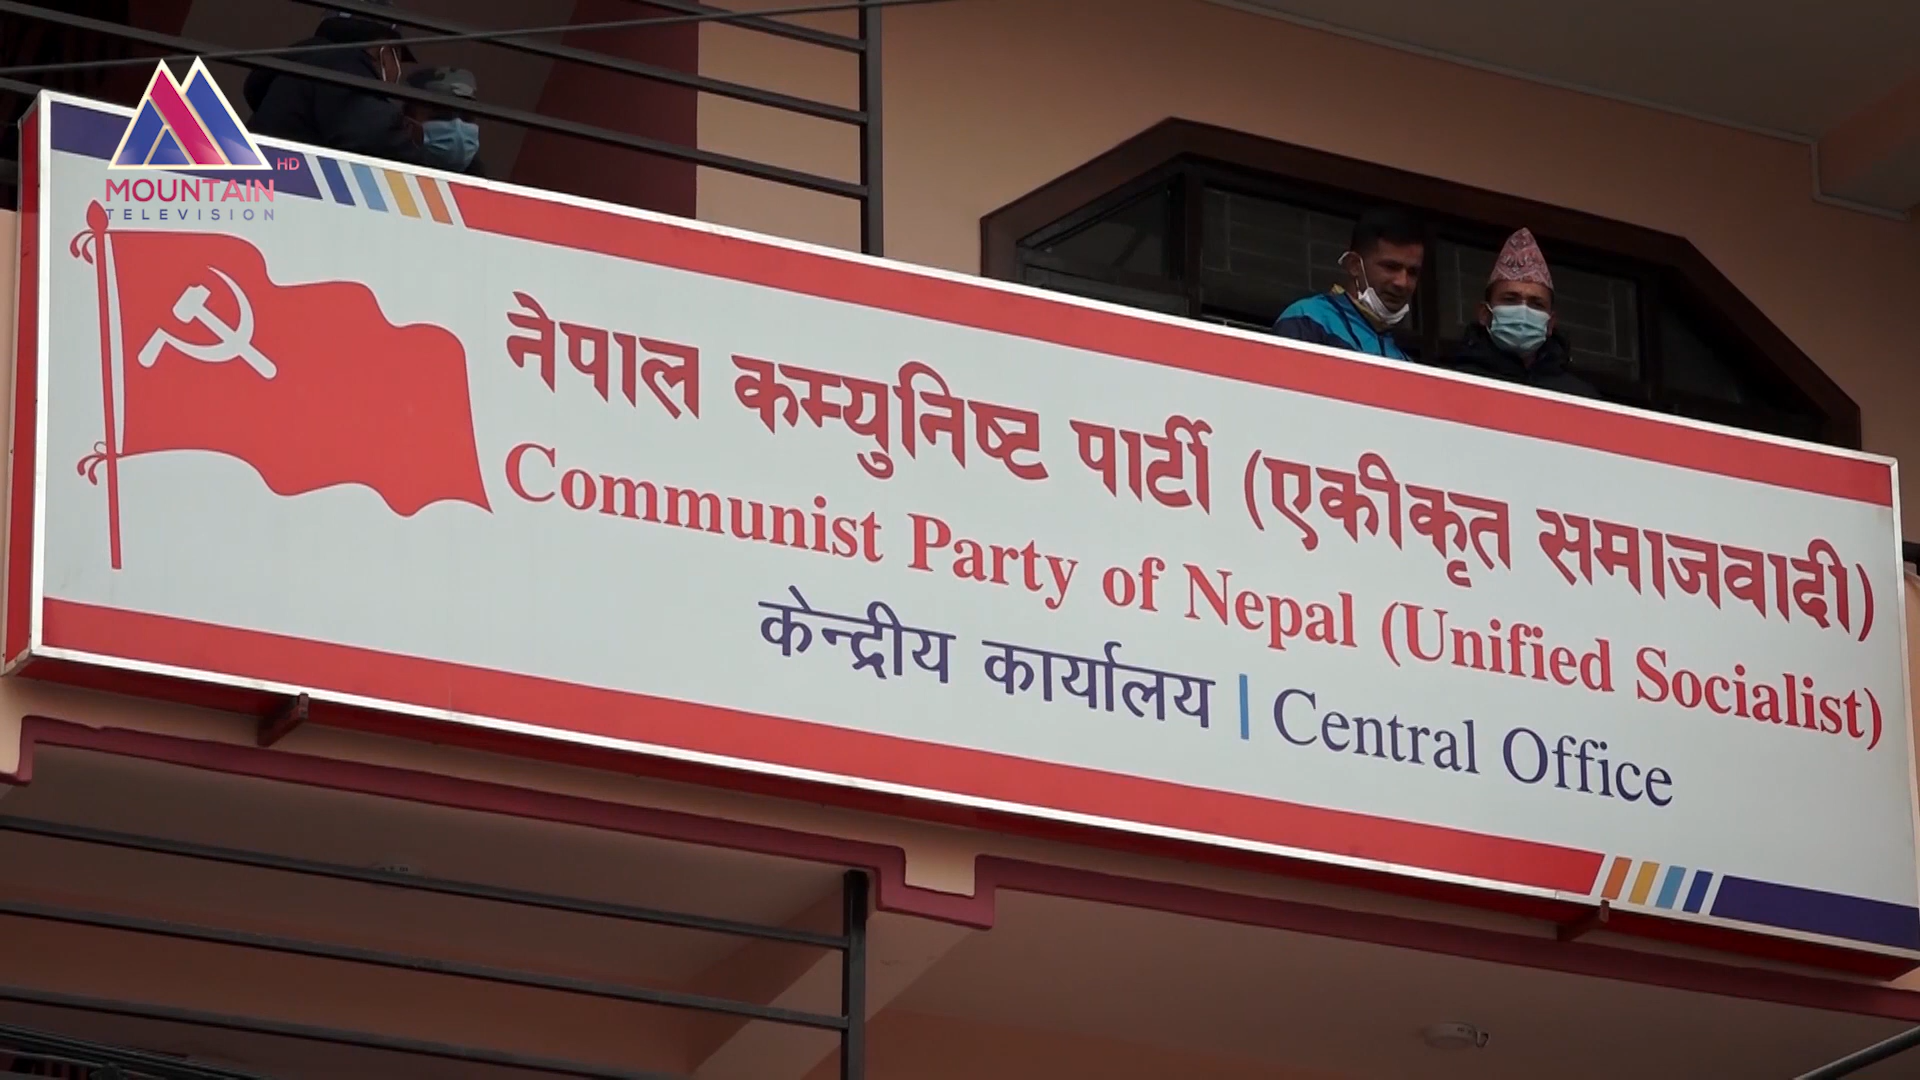 HD
MOUNTAIN
TELEVISION
नेपाल कम्युनिष्ट पार्टी (एकीकृत समाजवादी)
Communist Party of Nepal (Unified Socialist)
केन्द्रीय कार्यालय | Central Office